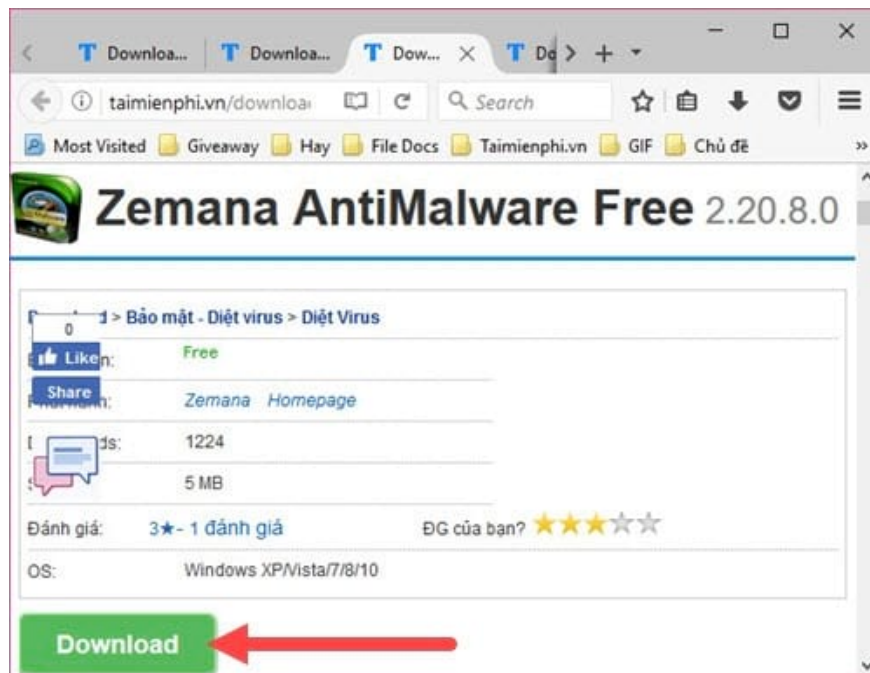 Downloa... Downloa... Dow...
taimienphi.vn/downloa Search
Most Visited Giveaway Hay File Docs Taimienphi.vn GIF Chủ đề
Zemana AntiMalware Free 2.20.8.0
> Bảo mật - Diệt virus > Diệt Virus
0
Free
Like
Share
Zemana Homepage
1224
5 MB
Đánh giá: 3★- 1 đánh giá ĐG của bạn?
OS: Windows XP/Vista/7/8/10
Download